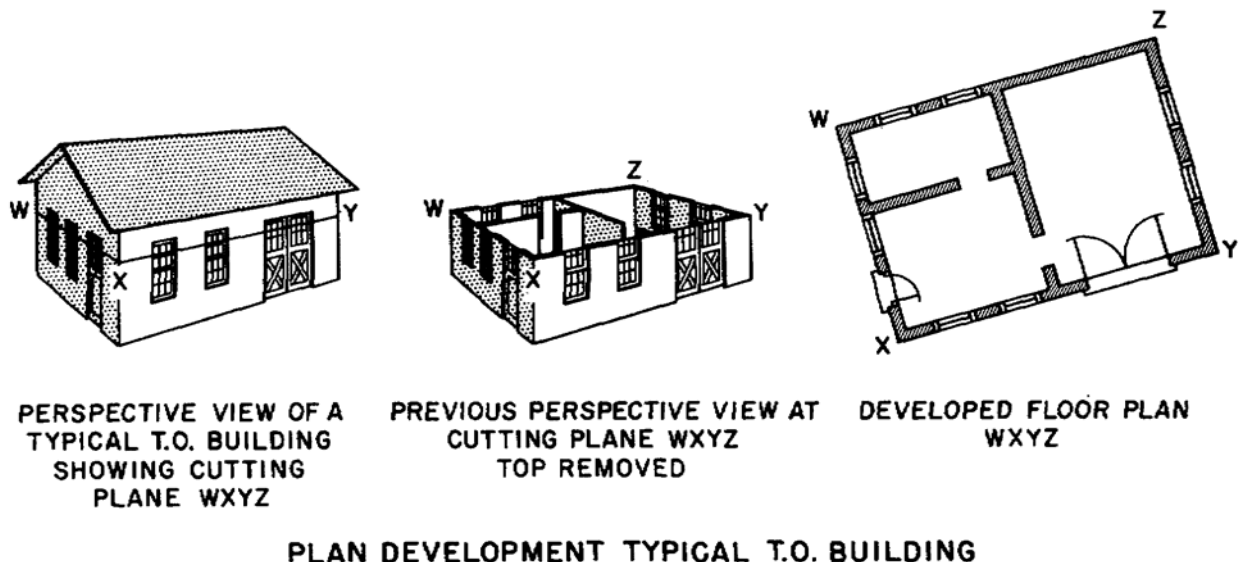 Z
W
Z
W
Y
W
Y
X
X
Y
X
PERSPECTIVE VIEW OF A
TYPICAL T.O. BUILDING
SHOWING CUTTING
PLANE WXYZ
PREVIOUS PERSPECTIVE VIEW AT
CUTTING PLANE WXYZ
TOP REMOVED
DEVELOPED FLOOR PLAN
WXYZ
PLAN DEVELOPMENT TYPICAL T.O. BUILDING